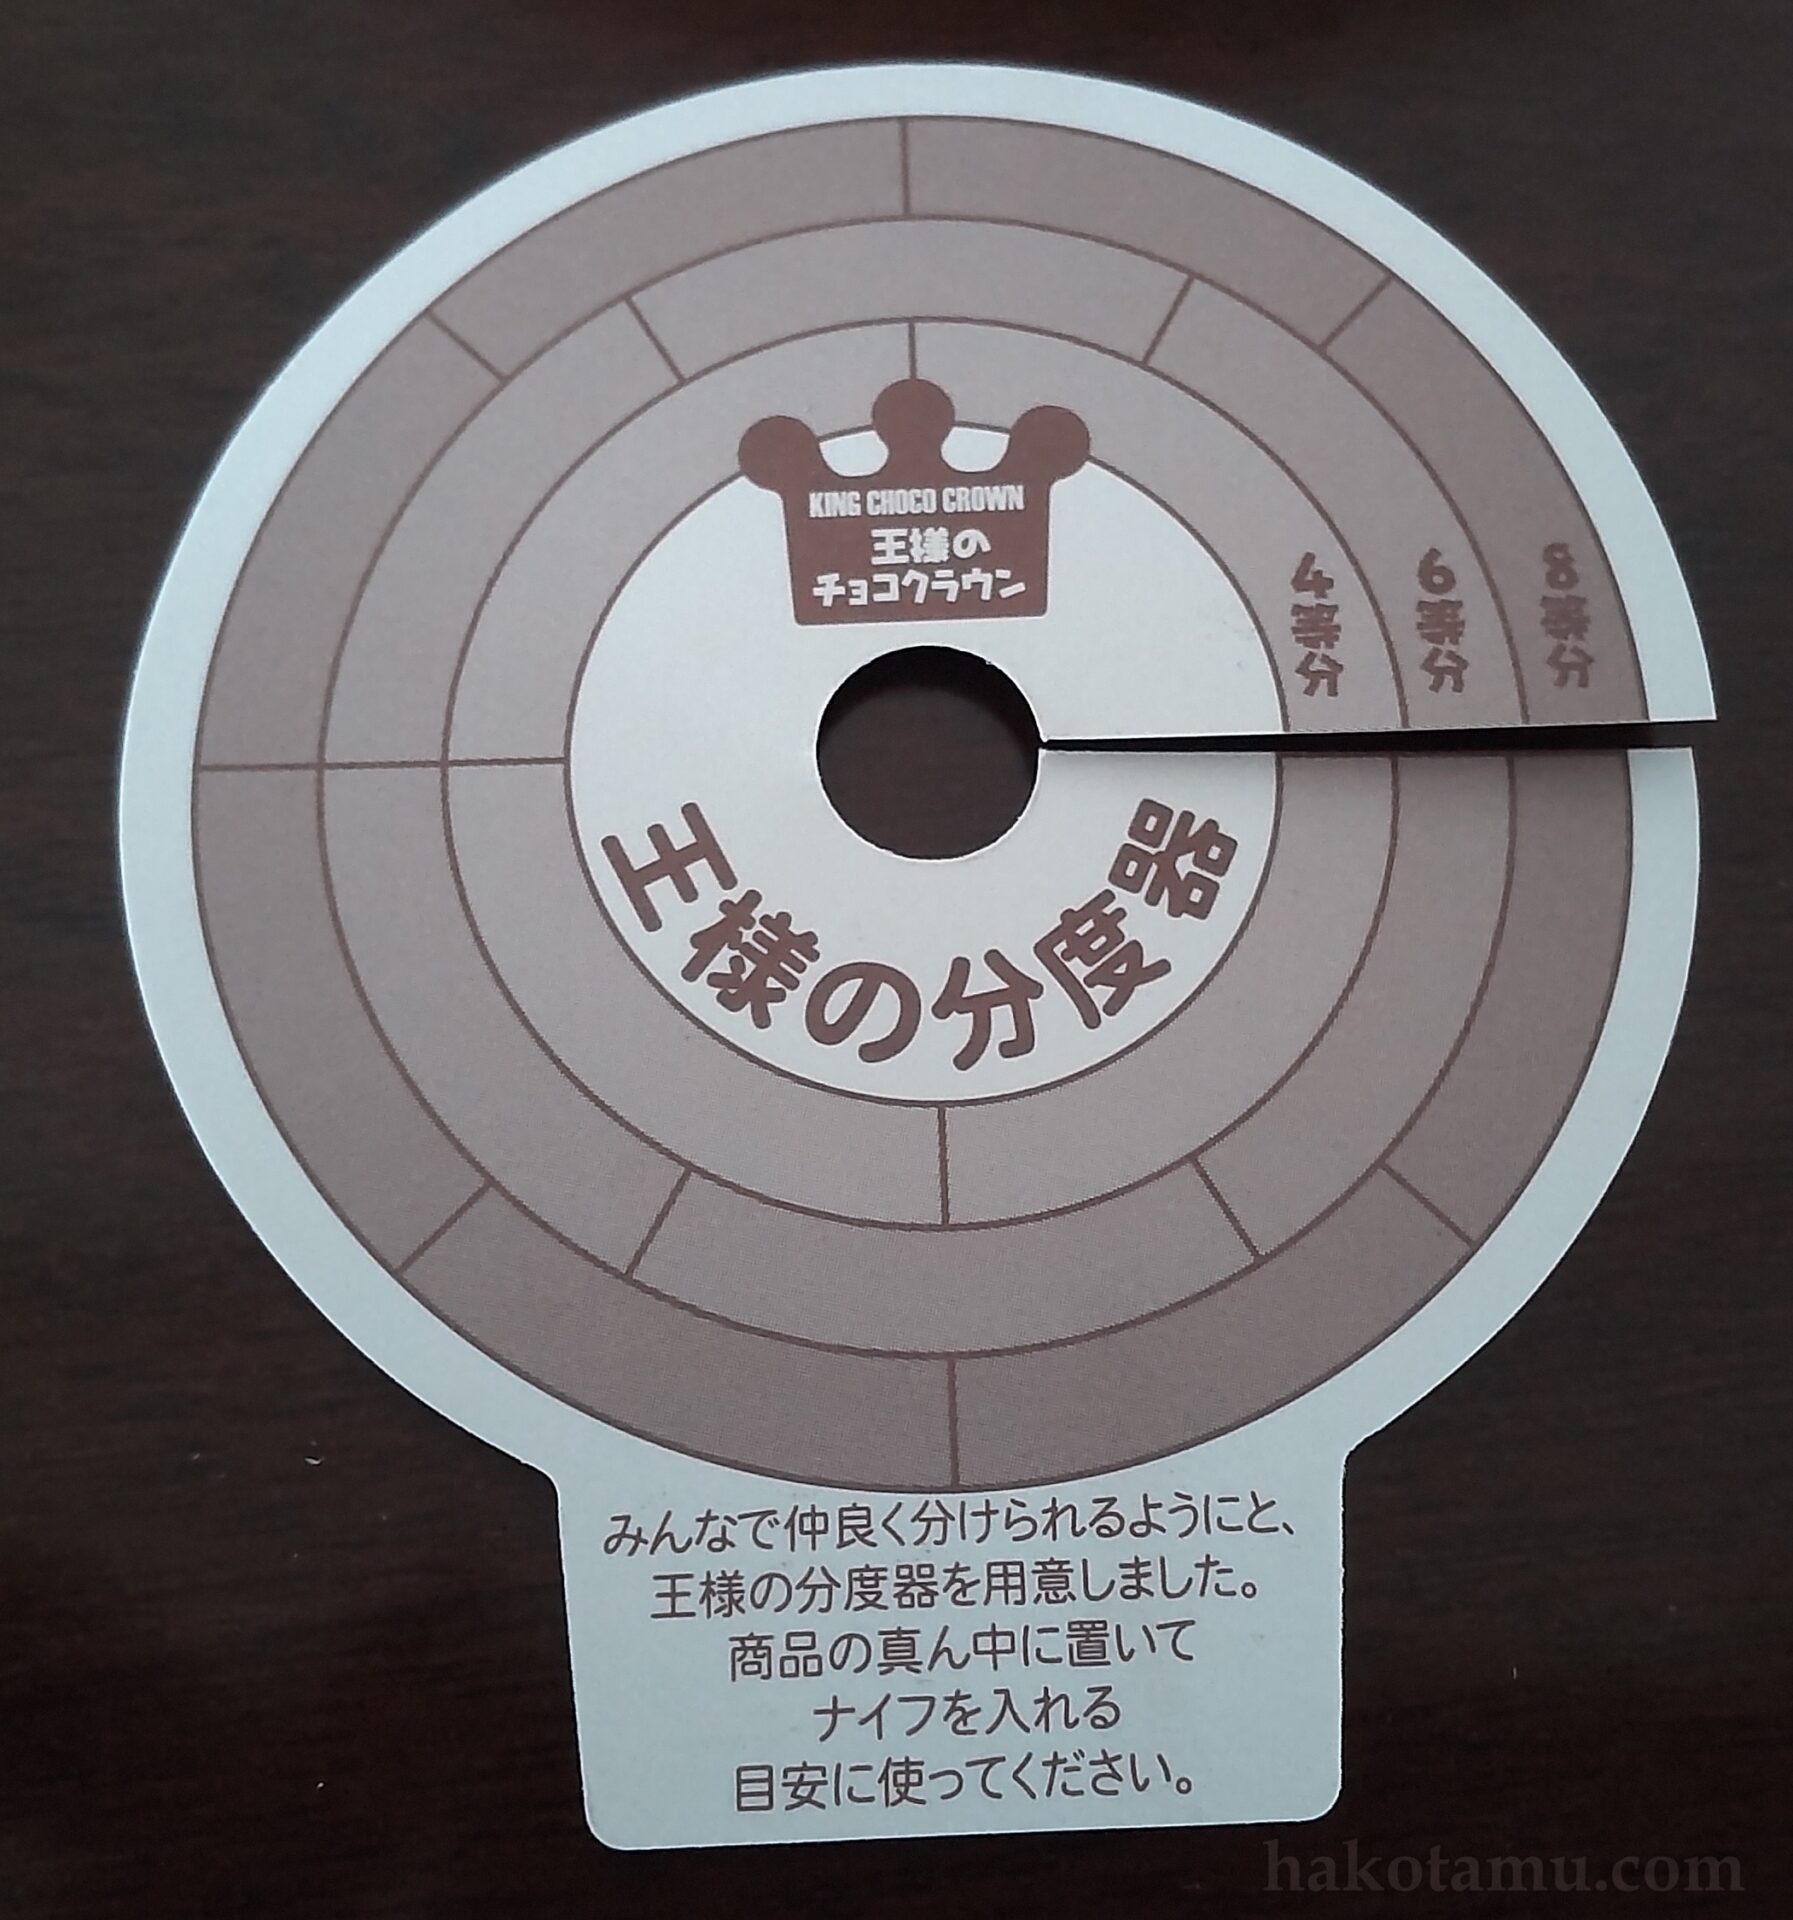 KING CHOCO CROWN
王様の
チョコクラウン
4等分
6等分
8等分
王様の分度器
みんなで仲良く分けられるようにと、
王様の分度器を用意しました。
商品の真ん中に置いて
ナイフを入れる
目安に使ってください。
hakotamu.com